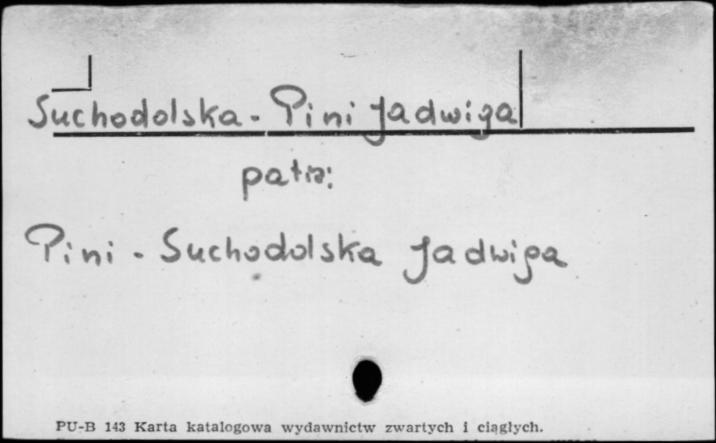 Suchodolska - Pini Jadwiga
patrz:
Pini - Suchodolska Jadwiga
PU-B 143 Karta katalogowa wydawnictw zwartych i ciągłych.